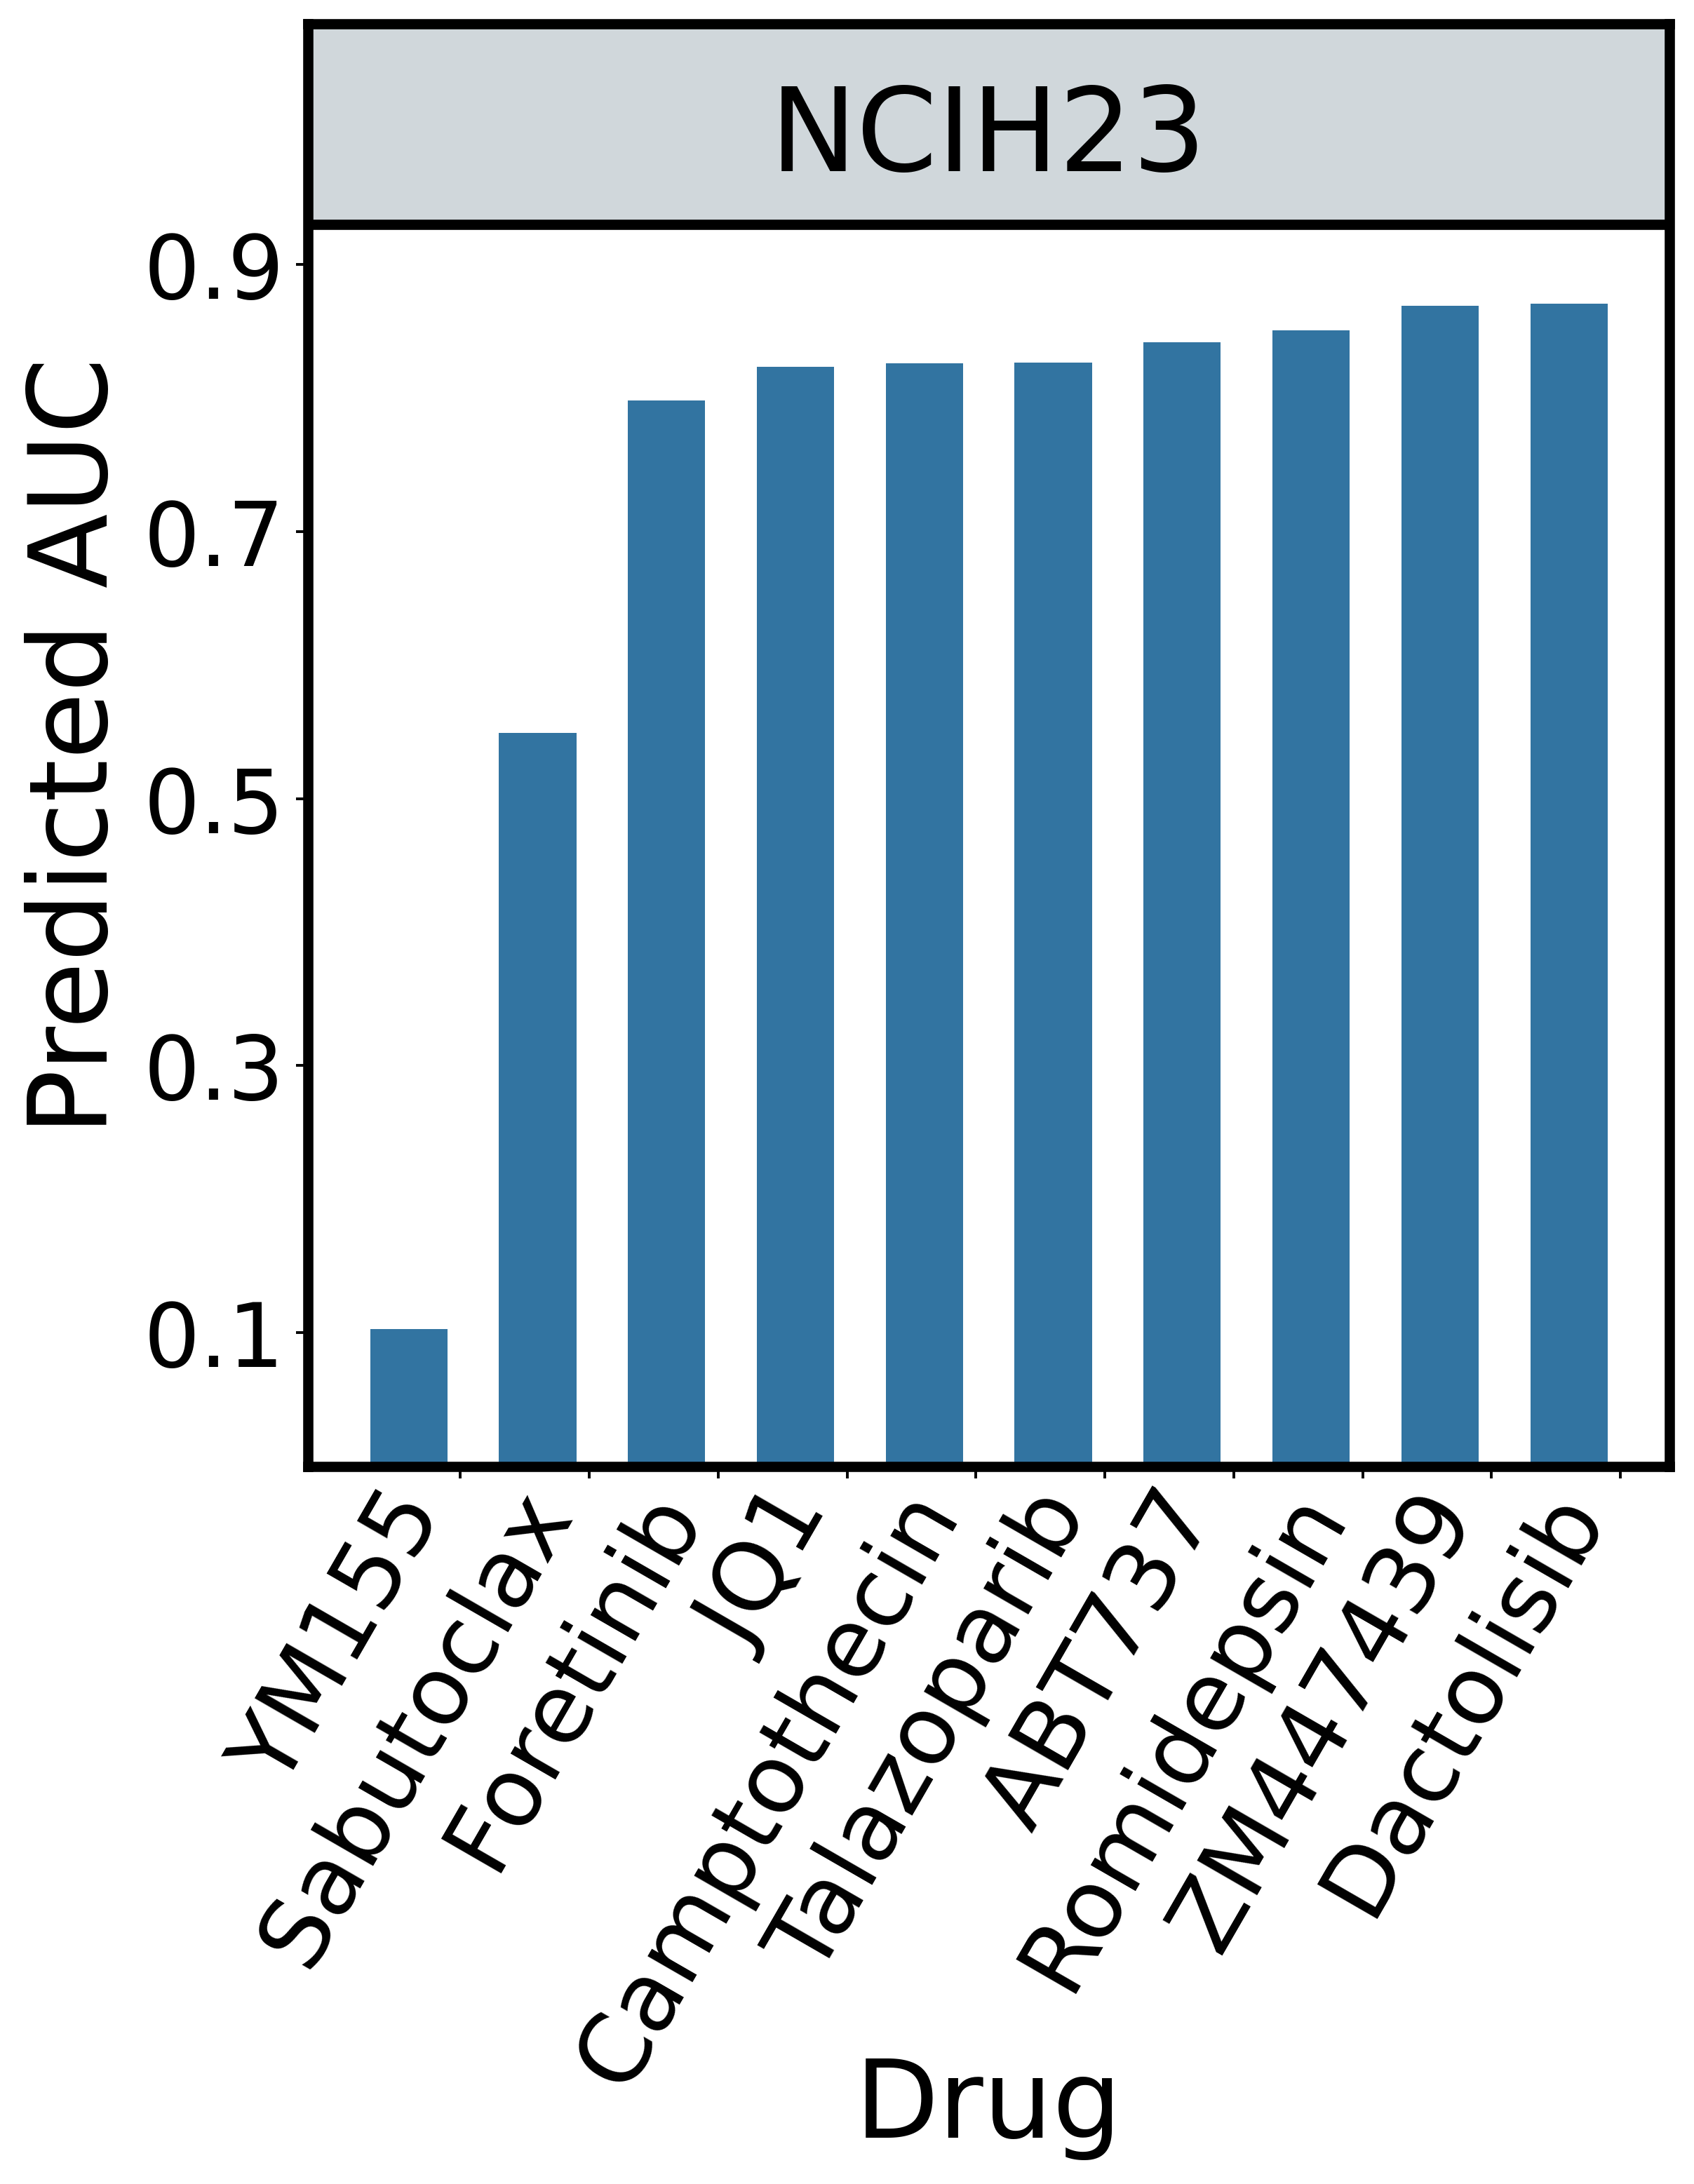 NCIH23
Predicted AUC
0.9
0.7
0.5
0.3
0.1
YM155
Sabutoclax
Foretinib
JQ1
Camptothecin
Talazoparib
ABT737
Romidepsin
ZM447439
Dactolisib
Drug